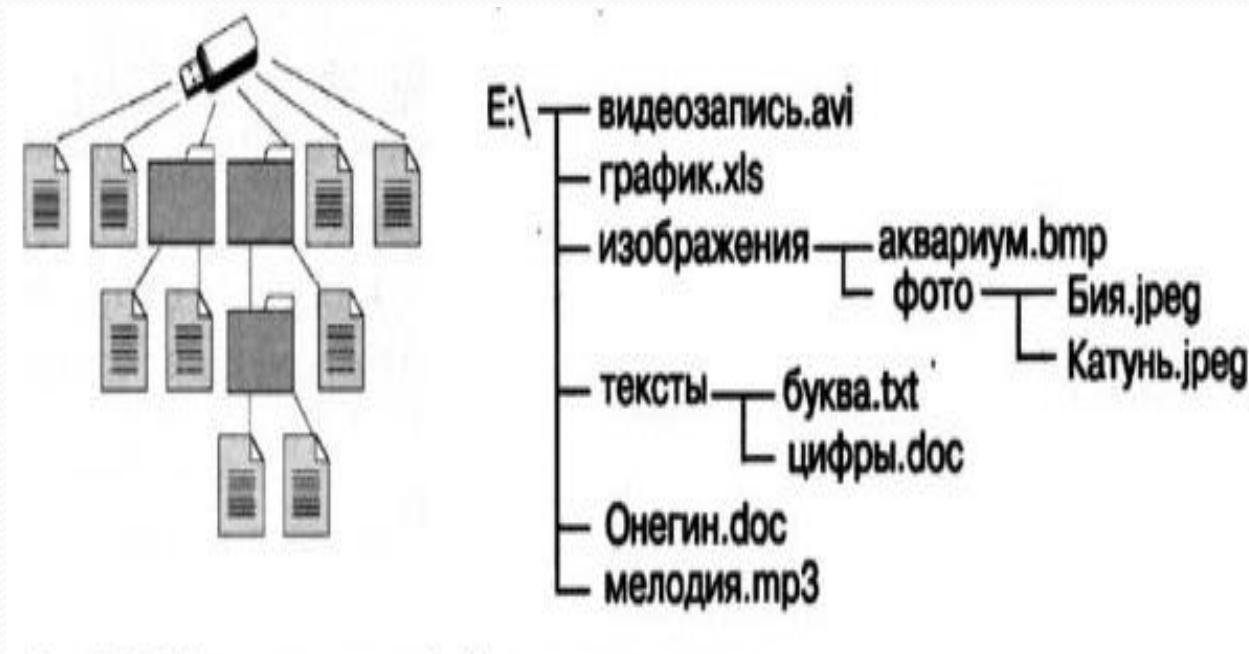 E:\ видеозапись.avi
график.xls
изображения аквариум.bmp
фото Бия.jpeg
Катунь.jpeg
тексты буква.txt
цифры.doc
Онегин.doc
мелодия.mp3